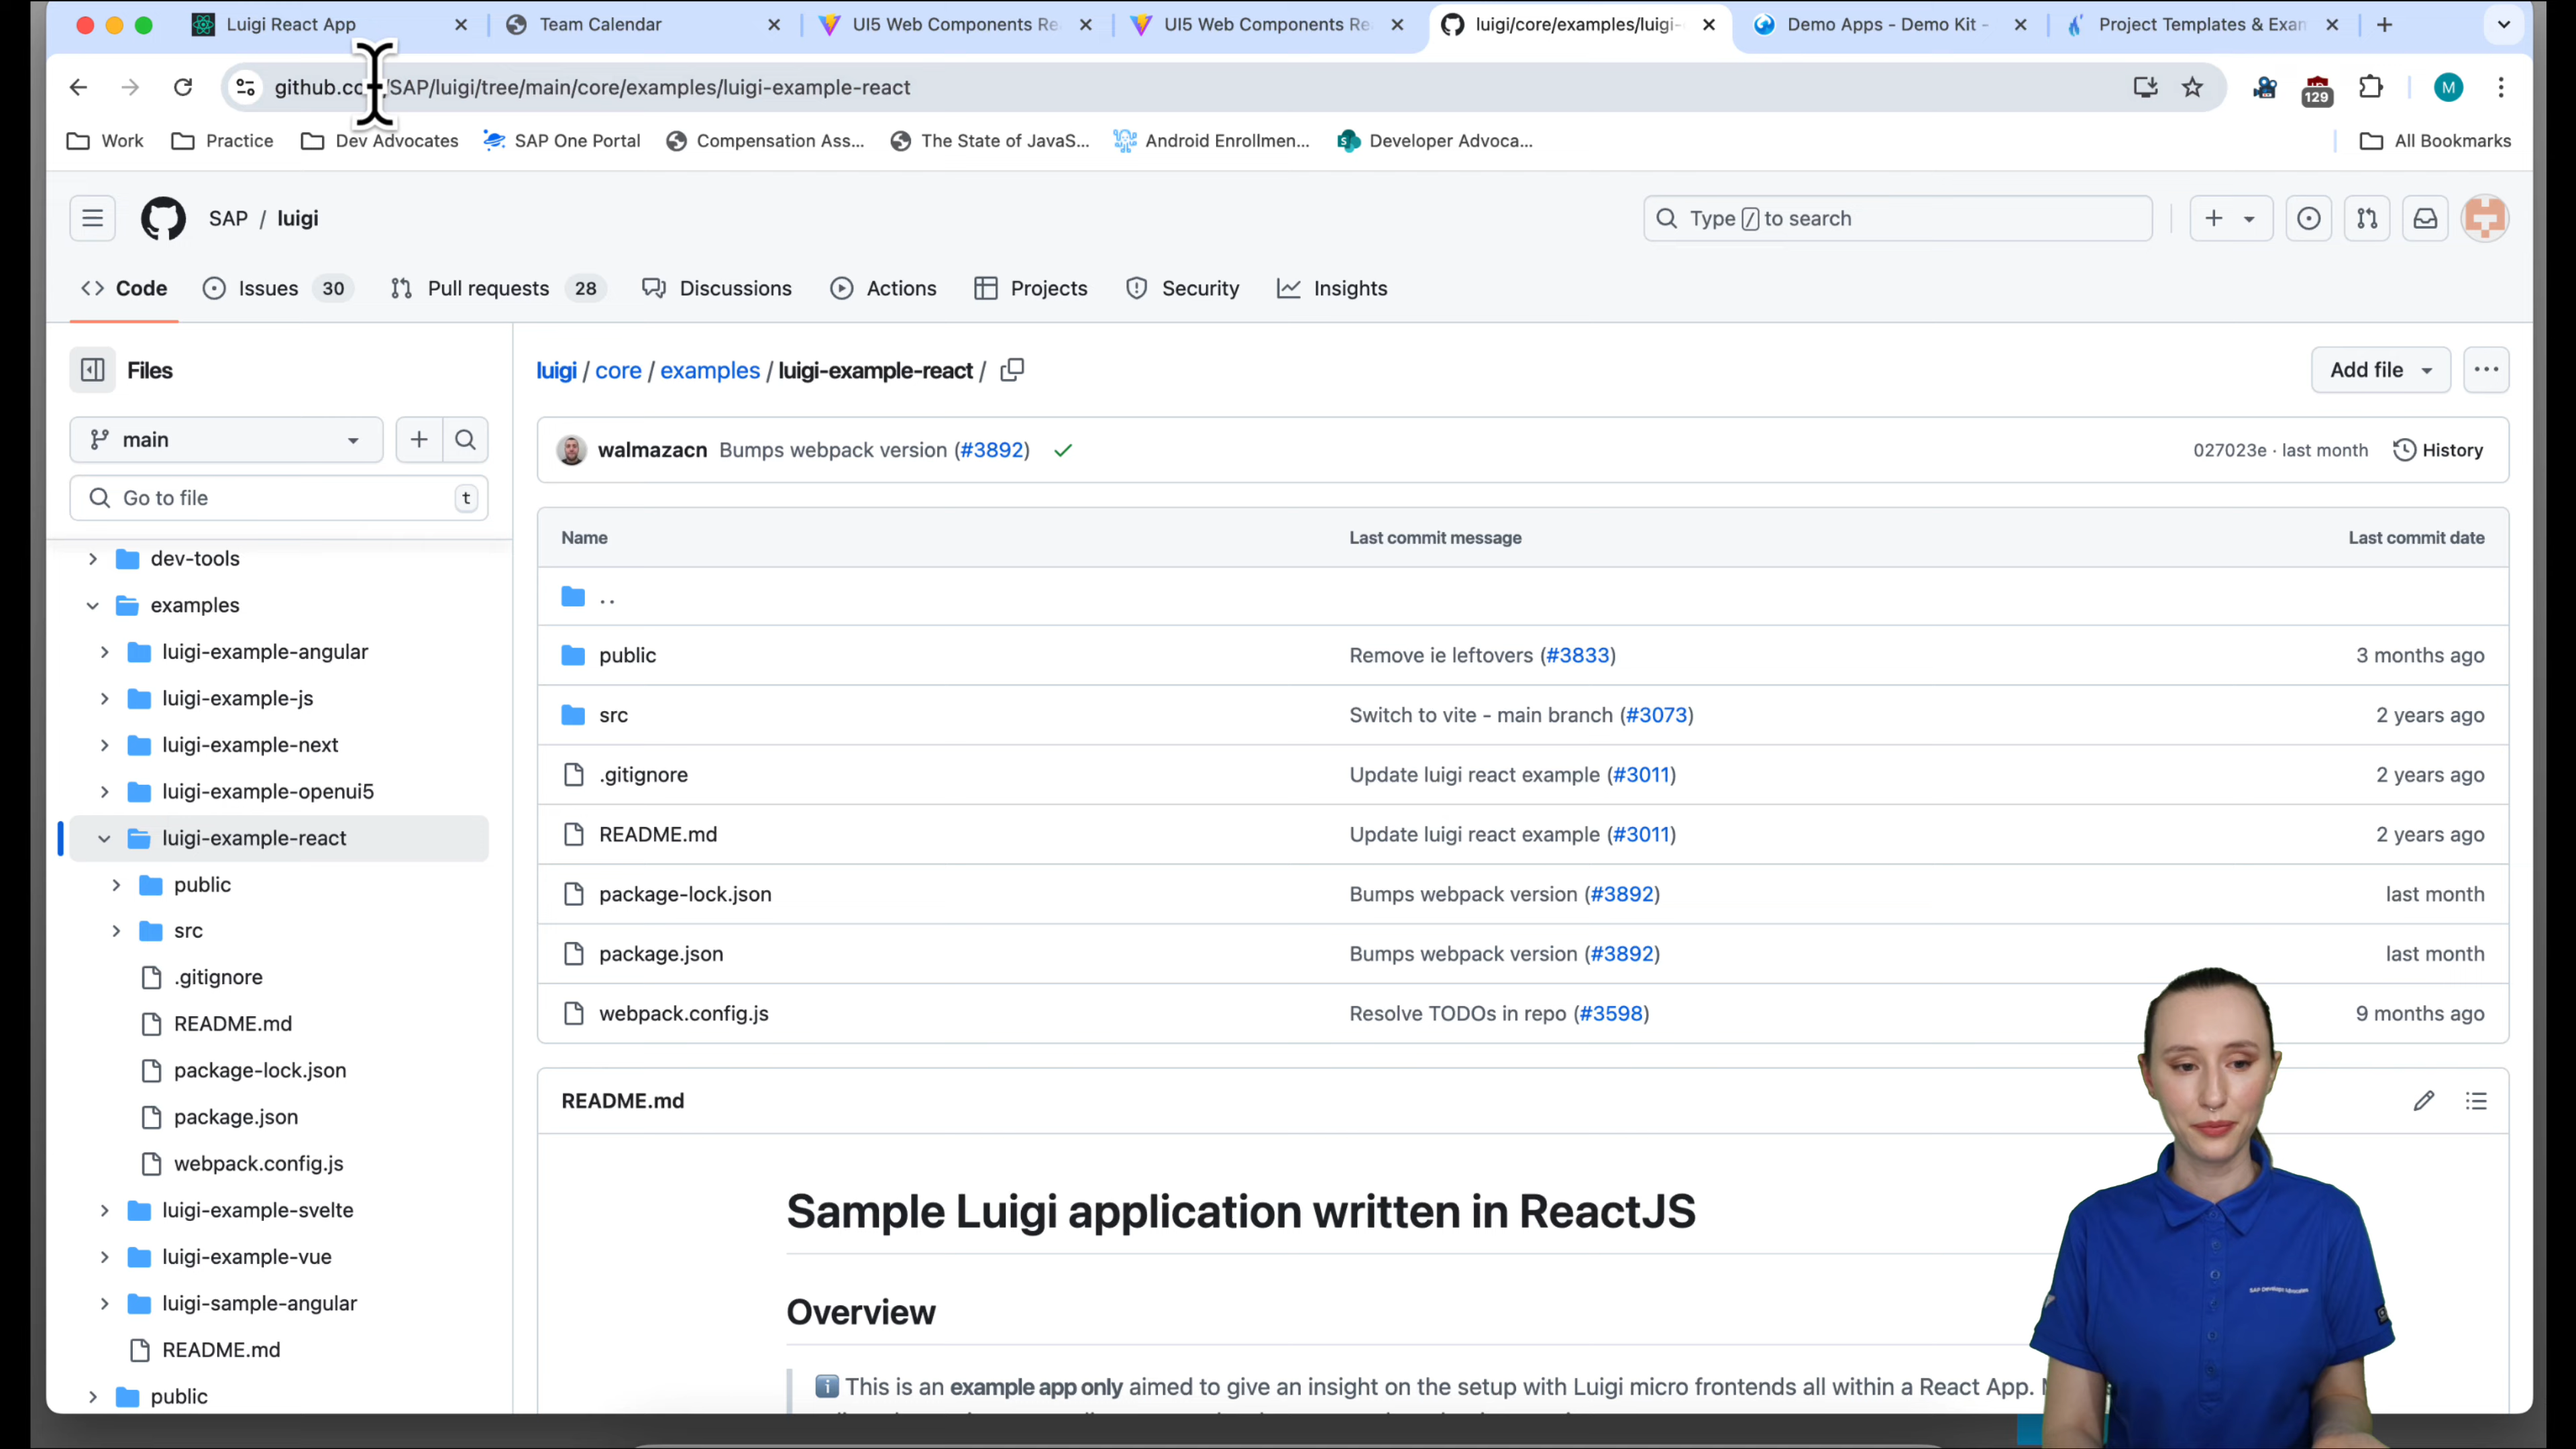 Luigi React App
Team Calendar
UI5 Web Components Re
UI5 Web Components Re
luigi/core/examples/luigi-
Demo Apps - Demo Kit -
Project Templates & Exam
github.co /SAP/luigi/tree/main/core/examples/luigi-example-react
129
M
Work
Practice
Dev Advocates
SAP One Portal
Compensation Ass...
The State of JavaS...
Android Enrollmen...
Developer Advoca...
All Bookmarks
SAP / luigi
Type / to search
Code
Issues 30
Pull requests 28
Discussions
Actions
Projects
Security
Insights
Files
luigi / core / examples / luigi-example-react /
Add file
main
walmazacn Bumps webpack version (#3892)
027023e · last month
History
Go to file
t
Name
Last commit message
Last commit date
dev-tools
examples
luigi-example-angular
luigi-example-js
luigi-example-next
luigi-example-openui5
luigi-example-react
public
src
.gitignore
README.md
package-lock.json
package.json
webpack.config.js
luigi-example-svelte
luigi-example-vue
luigi-sample-angular
README.md
public
..
public Remove ie leftovers (#3833) 3 months ago
src Switch to vite - main branch (#3073) 2 years ago
.gitignore Update luigi react example (#3011) 2 years ago
README.md Update luigi react example (#3011) 2 years ago
package-lock.json Bumps webpack version (#3892) last month
package.json Bumps webpack version (#3892) last month
webpack.config.js Resolve TODOs in repo (#3598) 9 months ago
README.md
Sample Luigi application written in ReactJS
Overview
This is an example app only aimed to give an insight on the setup with Luigi micro frontends all within a React App.
SAP Developer Advocates